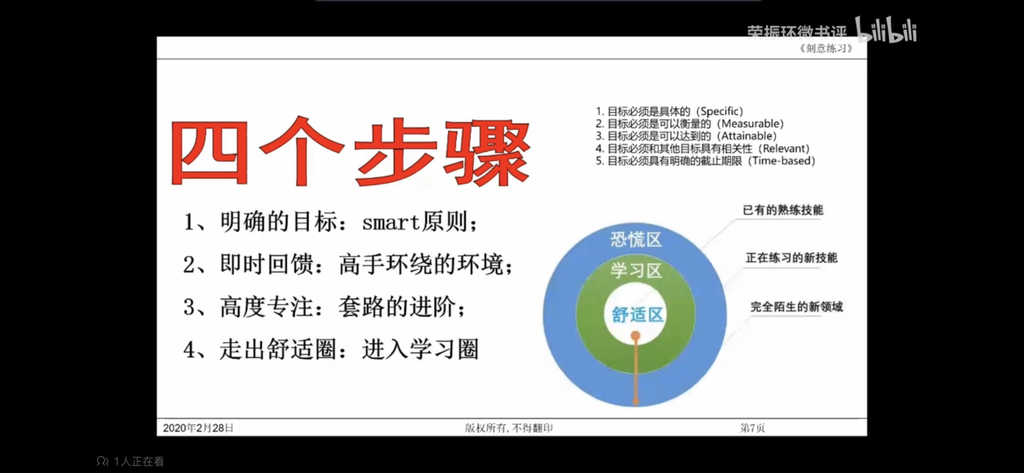 荣振环微书评 bilibili
《刻意练习》
四个步骤
1、明确的目标：smart原则；
2、即时回馈：高手环绕的环境；
3、高度专注：套路的进阶；
4、走出舒适圈：进入学习圈
1. 目标必须是具体的（Specific）
2. 目标必须是可以衡量的（Measurable）
3. 目标必须是可以达到的（Attainable）
4. 目标必须和其他目标具有相关性（Relevant）
5. 目标必须具有明确的截止期限（Time-based）
恐慌区
学习区
舒适区
已有的熟练技能
正在练习的新技能
完全陌生的新领域
2020年2月28日
版权所有,不得翻印
第7页
1人正在看